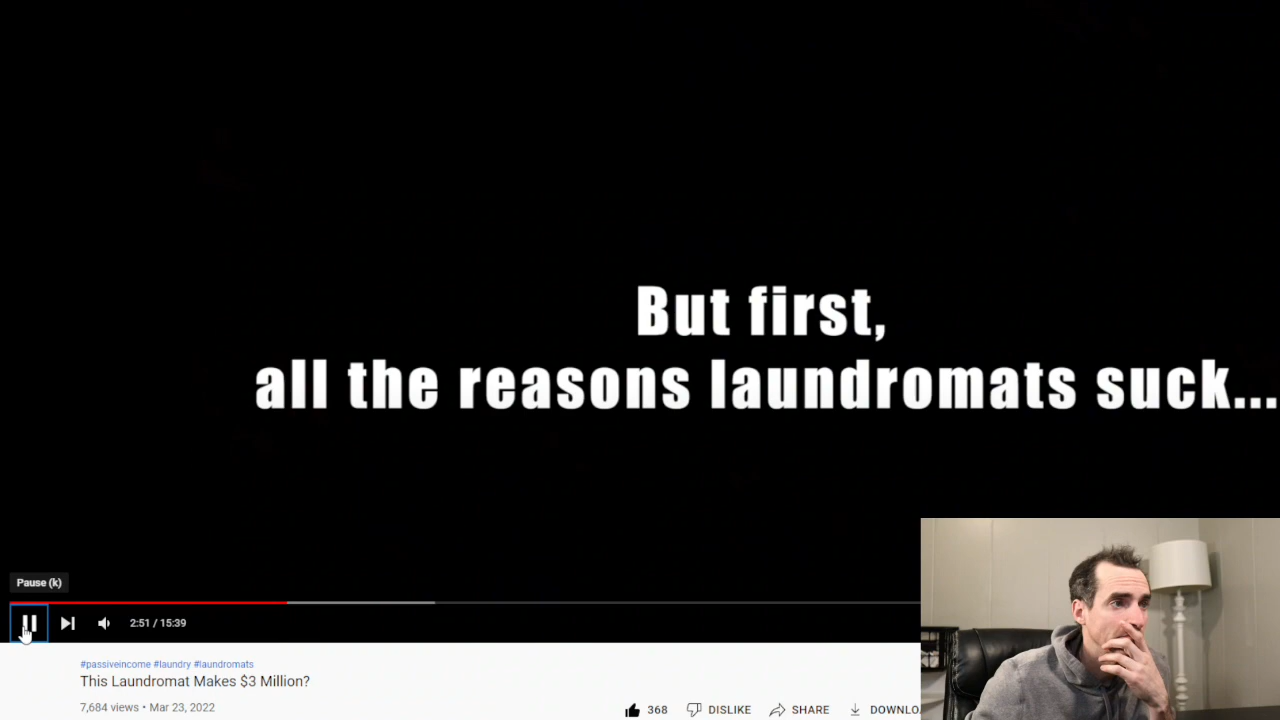 But first,
all the reasons laundromats suck...
Pause (k)
2:51 / 15:39
#passiveincome #laundry #laundromats
This Laundromat Makes $3 Million?
7,684 views • Mar 23, 2022
368 DISLIKE SHARE DOWNLO